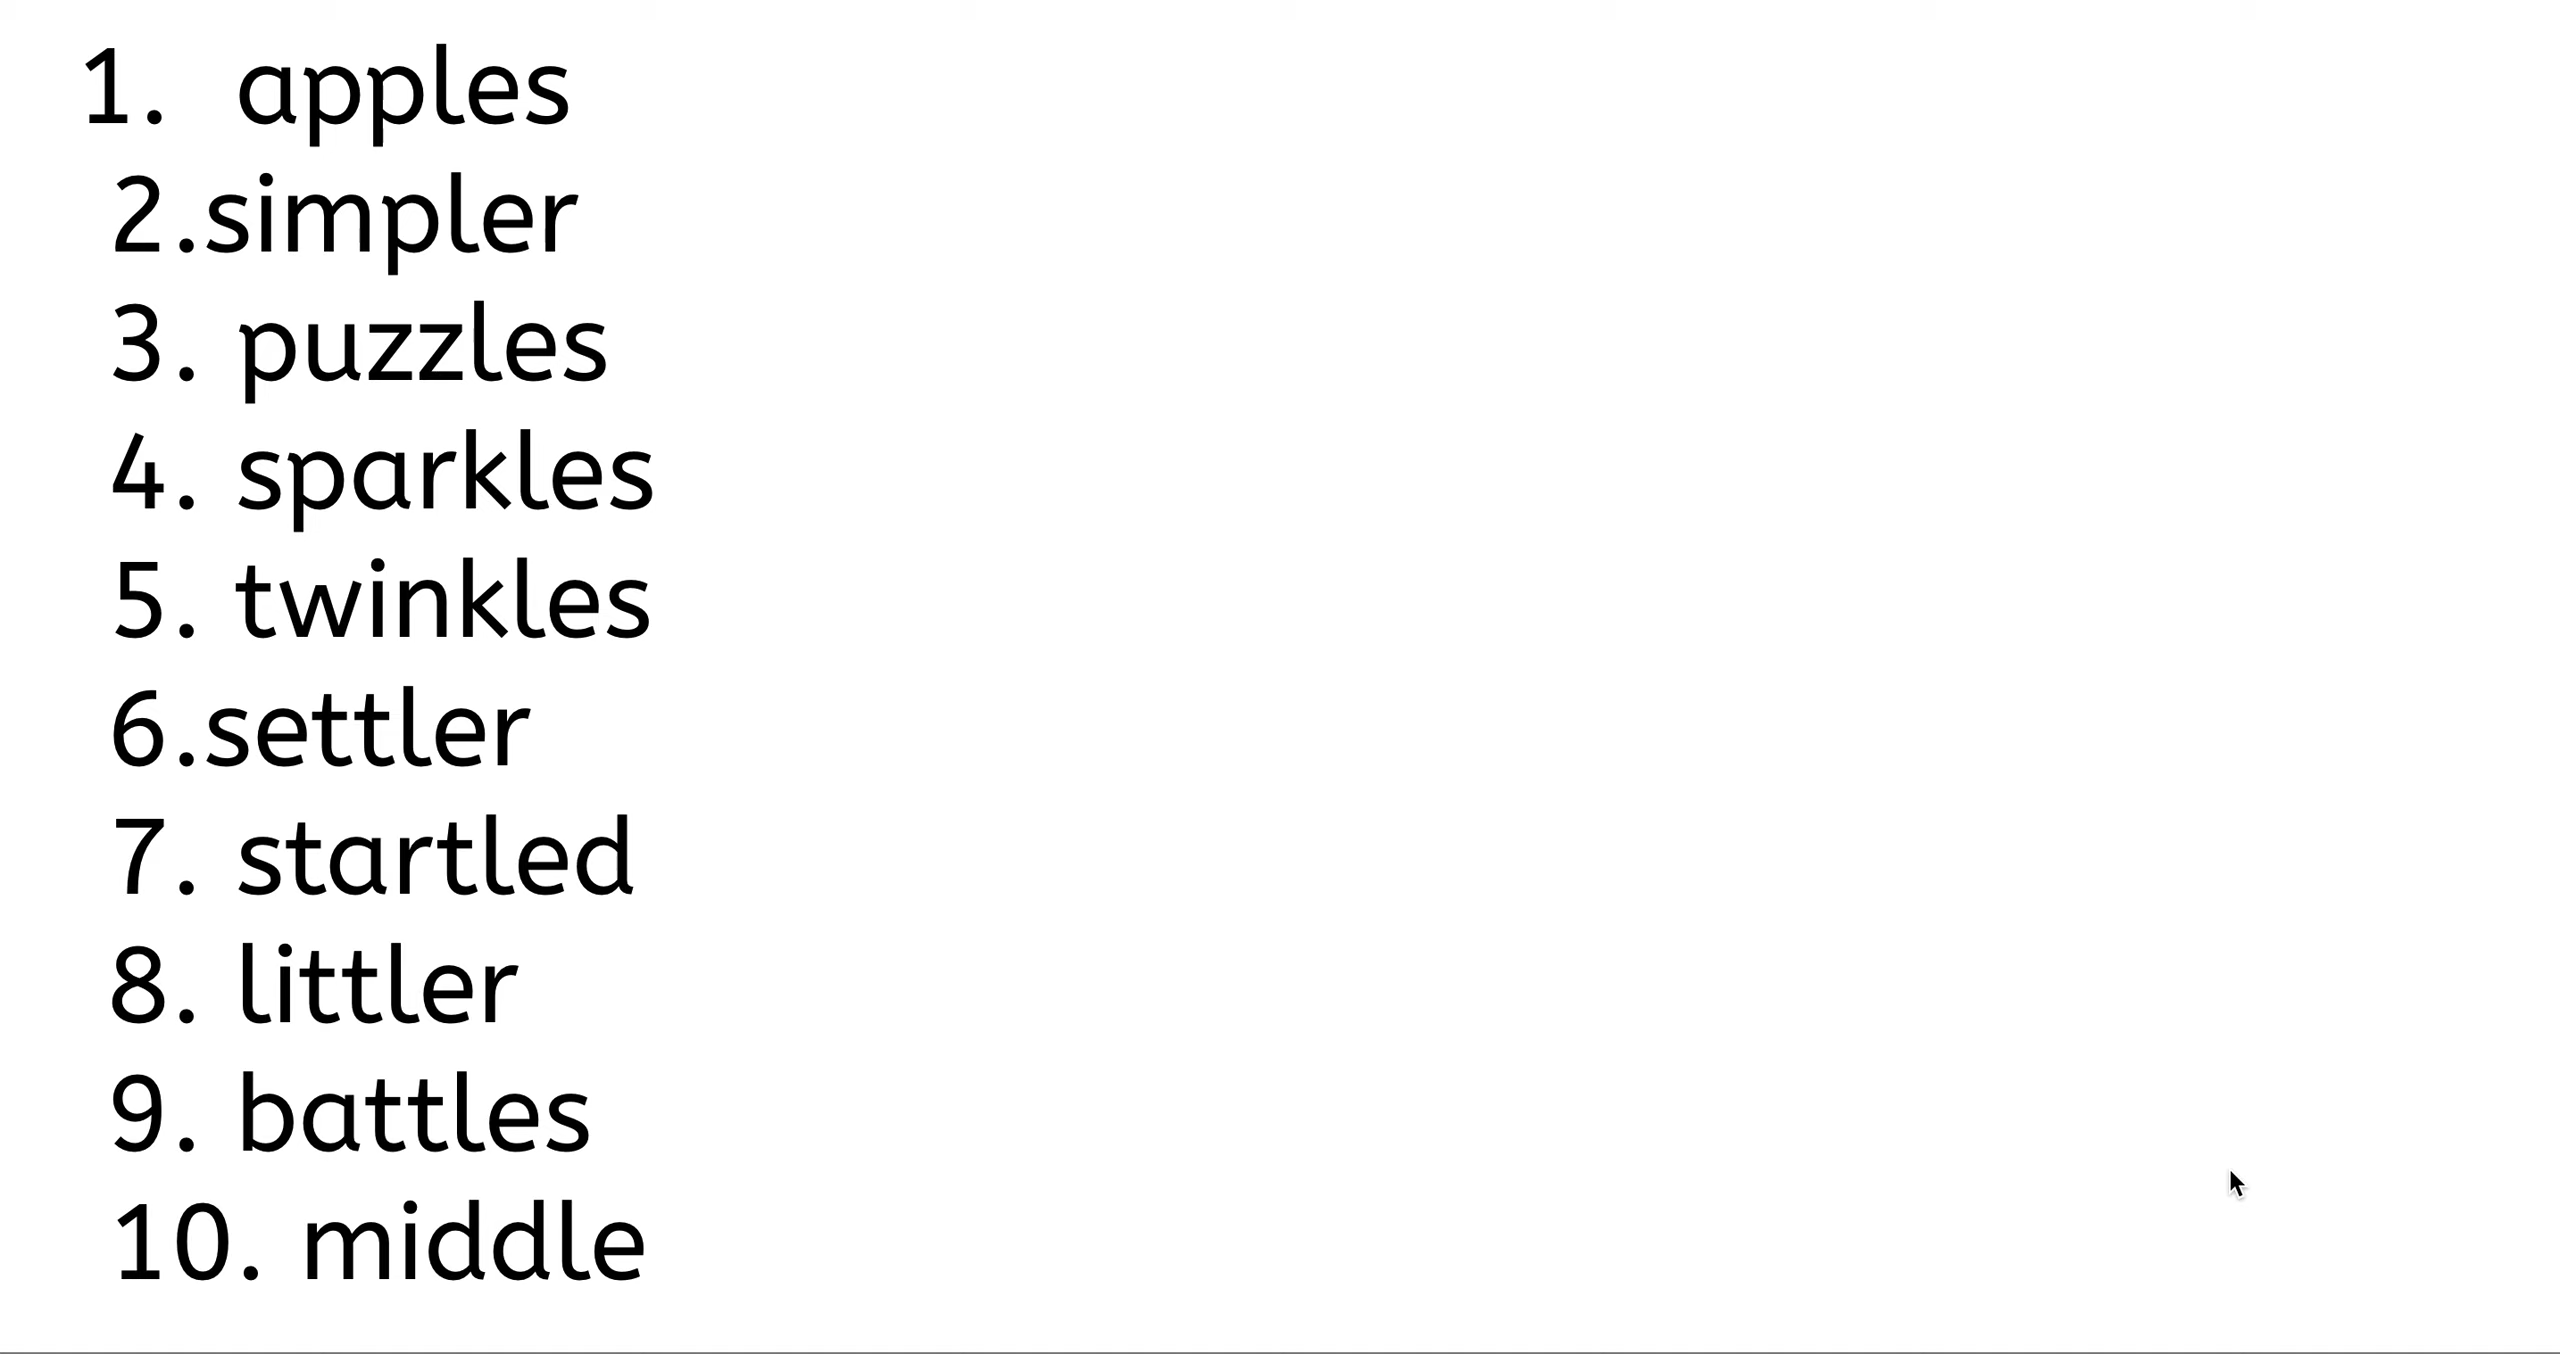 1. apples
2.simpler
3. puzzles
4. sparkles
5. twinkles
6.settler
7. startled
8. littler
9. battles
10. middle